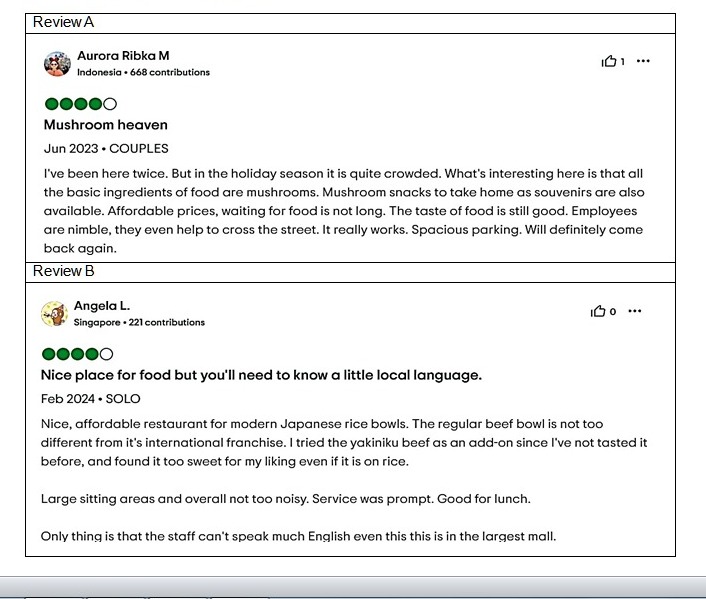 Review A
Aurora Ribka M
Indonesia • 668 contributions
1
Mushroom heaven
Jun 2023 • COUPLES
I've been here twice. But in the holiday season it is quite crowded. What's interesting here is that all
the basic ingredients of food are mushrooms. Mushroom snacks to take home as souvenirs are also
available. Affordable prices, waiting for food is not long. The taste of food is still good. Employees
are nimble, they even help to cross the street. It really works. Spacious parking. Will definitely come
back again.
Review B
Angela L.
Singapore • 221 contributions
0
Nice place for food but you'll need to know a little local language.
Feb 2024 • SOLO
Nice, affordable restaurant for modern Japanese rice bowls. The regular beef bowl is not too
different from it's international franchise. I tried the yakiniku beef as an add-on since I've not tasted it
before, and found it too sweet for my liking even if it is on rice.
Large sitting areas and overall not too noisy. Service was prompt. Good for lunch.
Only thing is that the staff can't speak much English even this this is in the largest mall.